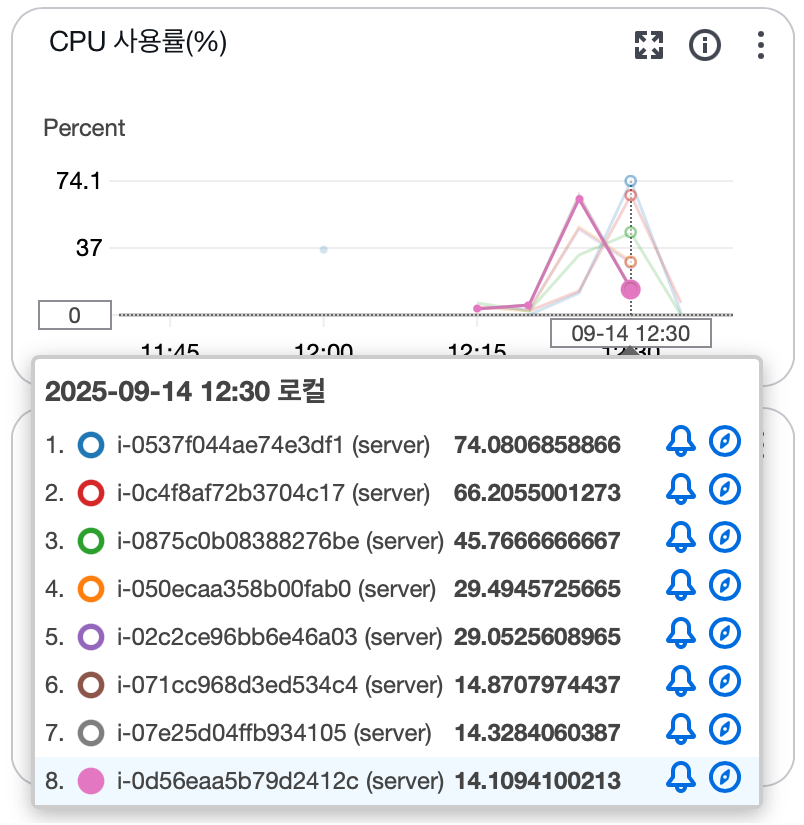 CPU 사용률(%)
Percent
74.1
37
0
09-14 12:30
11:45 12:00 12:15 12:30
2025-09-14 12:30 로컬
1. i-0537f044ae74e3df1 (server) 74.0806858866
2. i-0c4f8af72b3704c17 (server) 66.2055001273
3. i-0875c0b08388276be (server) 45.7666666667
4. i-050ecaa358b00fab0 (server) 29.4945725665
5. i-02c2ce96bb6e46a03 (server) 29.0525608965
6. i-071cc968d3ed534c4 (server) 14.8707974437
7. i-07e25d04ffb934105 (server) 14.3284060387
8. i-0d56eaa5b79d2412c (server) 14.1094100213